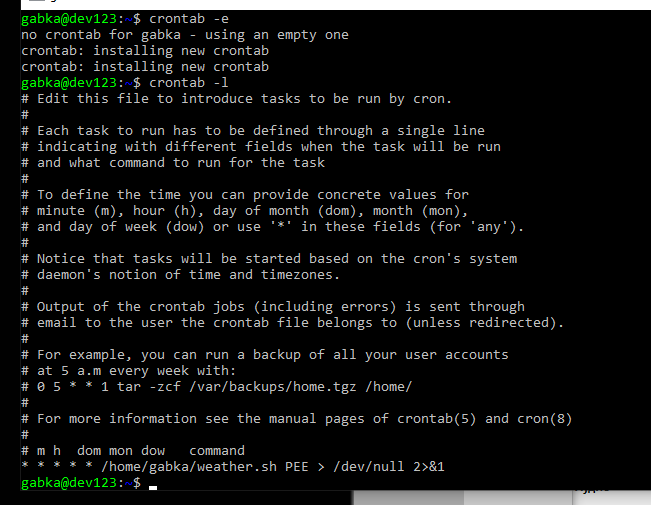 gabka@dev123:~$ crontab -e
no crontab for gabka - using an empty one
crontab: installing new crontab
crontab: installing new crontab
gabka@dev123:~$ crontab -l
# Edit this file to introduce tasks to be run by cron.
#
# Each task to run has to be defined through a single line
# indicating with different fields when the task will be run
# and what command to run for the task
#
# To define the time you can provide concrete values for
# minute (m), hour (h), day of month (dom), month (mon),
# and day of week (dow) or use '*' in these fields (for 'any').
#
# Notice that tasks will be started based on the cron's system
# daemon's notion of time and timezones.
#
# Output of the crontab jobs (including errors) is sent through
# email to the user the crontab file belongs to (unless redirected).
#
# For example, you can run a backup of all your user accounts
# at 5 a.m every week with:
# 0 5 * * 1 tar -zcf /var/backups/home.tgz /home/
#
# For more information see the manual pages of crontab(5) and cron(8)
#
# m h  dom mon dow   command
* * * * * /home/gabka/weather.sh PEE > /dev/null 2>&1
gabka@dev123:~$